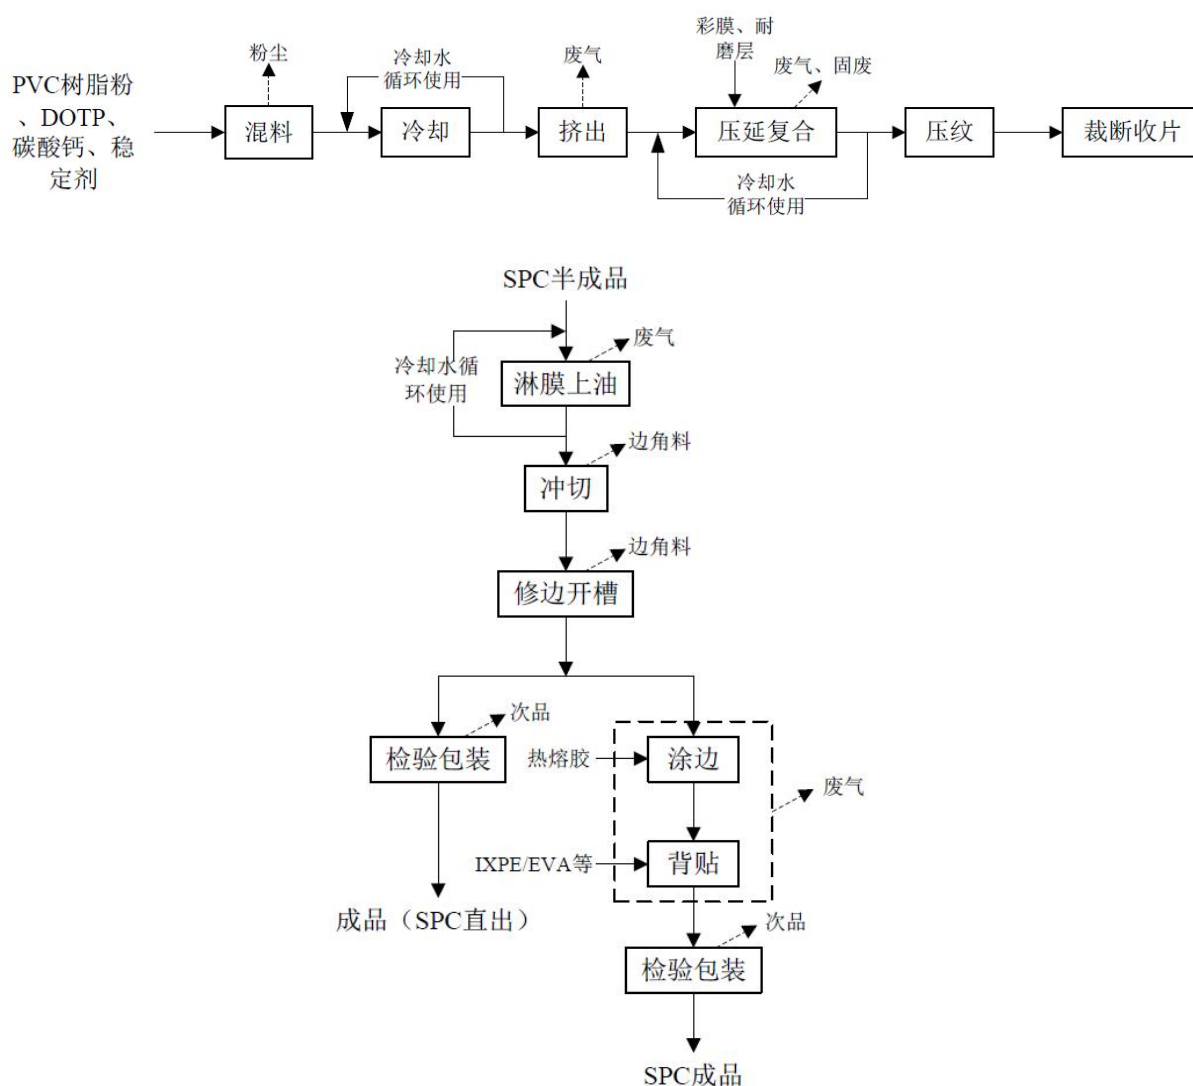 PVC树脂粉
、DOTP、
碳酸钙、稳
定剂
粉尘
混料
冷却水
循环使用
冷却
废气
挤出
彩膜、耐
磨层
废气、固废
压延复合
冷却水
循环使用
压纹
裁断收片
SPC半成品
废气
冷却水循
环使用
淋膜上油
边角料
冲切
边角料
修边开槽
次品
检验包装
热熔胶
涂边
废气
IXPE/EVA等
背贴
成品（SPC直出）
次品
检验包装
SPC成品